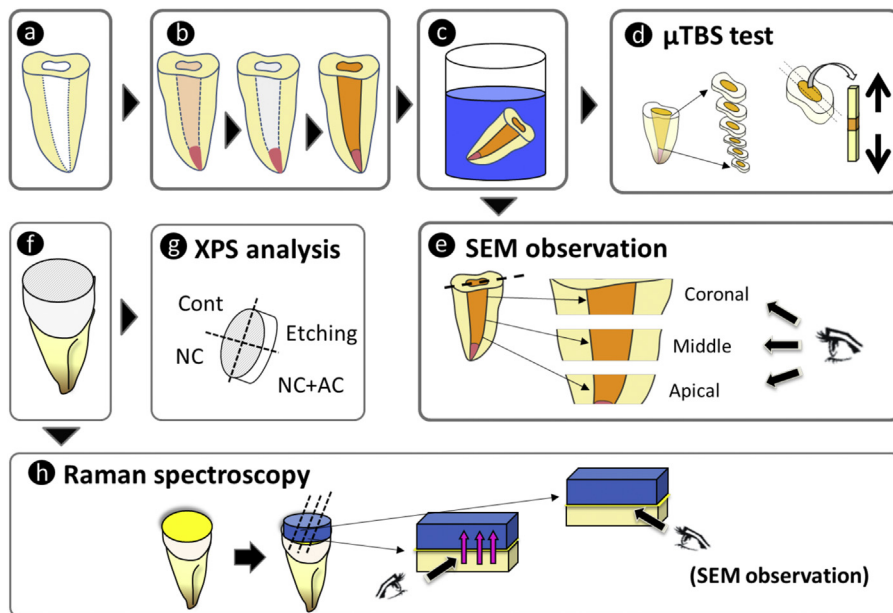 a
b
c
d μTBS test
f
g XPS analysis
Cont
Etching
NC
NC+AC
e SEM observation
Coronal
Middle
Apical
h Raman spectroscopy
(SEM observation)